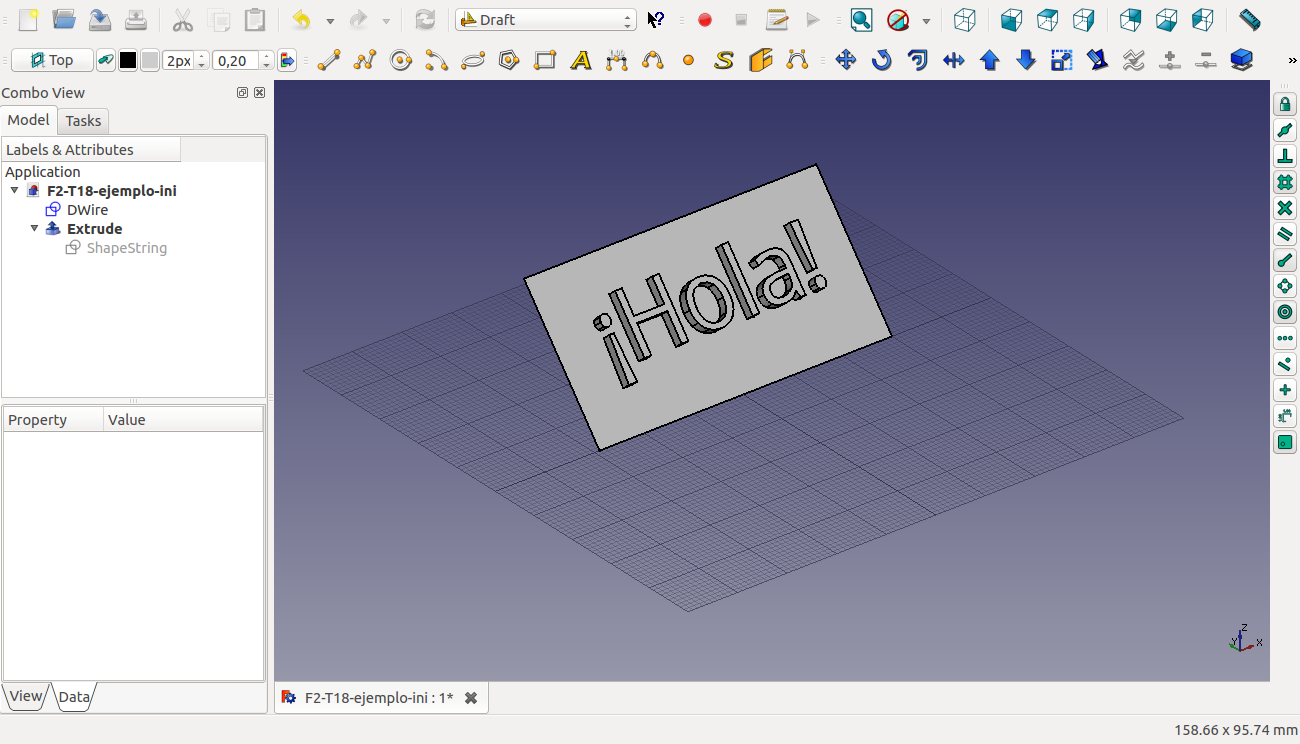 Draft
Top
2px
0,20
A
S
»
Combo View
Model
Tasks
Labels & Attributes
Application
F2-T18-ejemplo-ini
DWire
Extrude
ShapeString
Property
Value
View
Data
¡Hola!
Z
Y
X
F2-T18-ejemplo-ini : 1*
158.66 x 95.74 mm